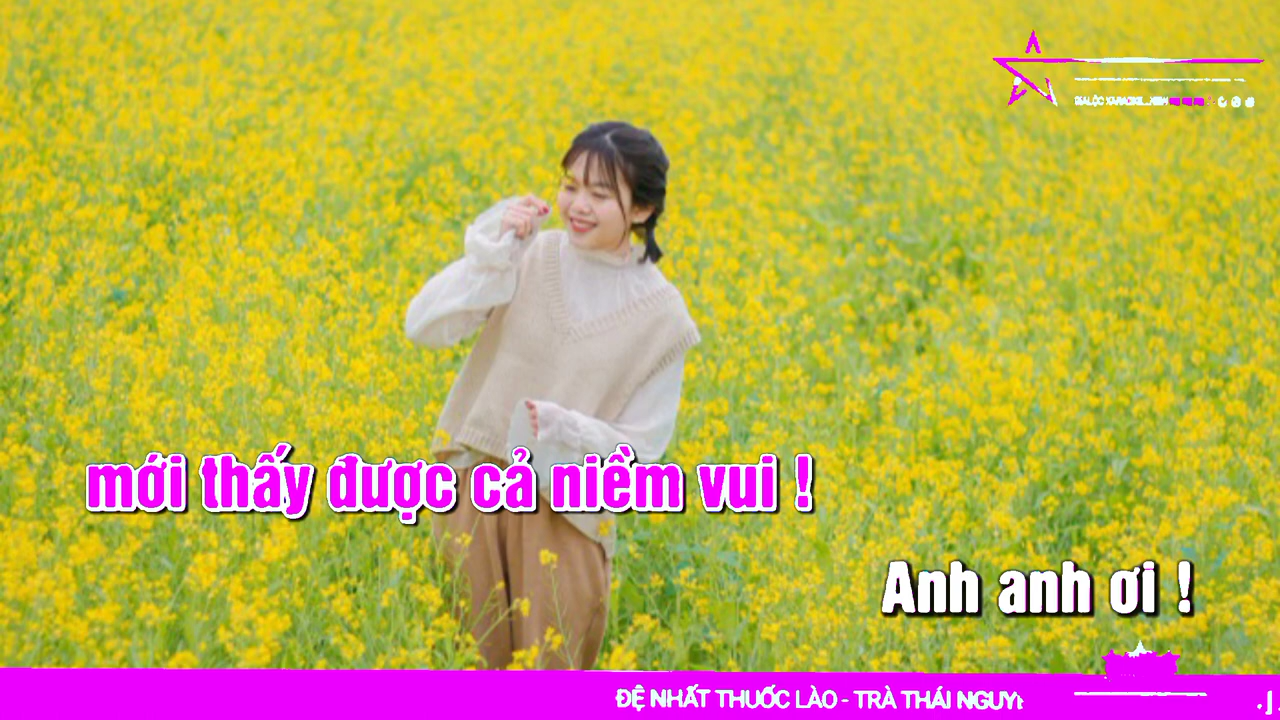 mới thấy được cả niềm vui !
Anh anh ơi !
ĐỆ NHẤT THUỐC LÀO - TRÀ THÁI NGUY